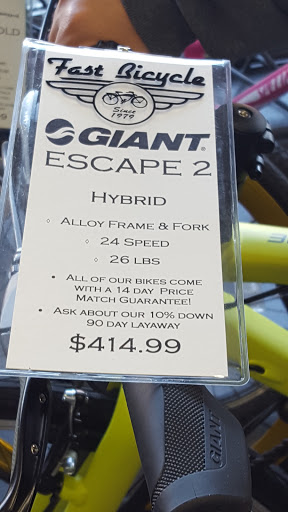 Fast Bicycle
Since
1979
GIANT
ESCAPE 2
HYBRID
◦ ALLOY FRAME & FORK
◦ 24 SPEED
◦ 26 LBS
• ALL OF OUR BIKES COME
WITH A 14 DAY PRICE
MATCH GUARANTEE!
• ASK ABOUT OUR 10% DOWN
90 DAY LAYAWAY
$414.99
GIANT